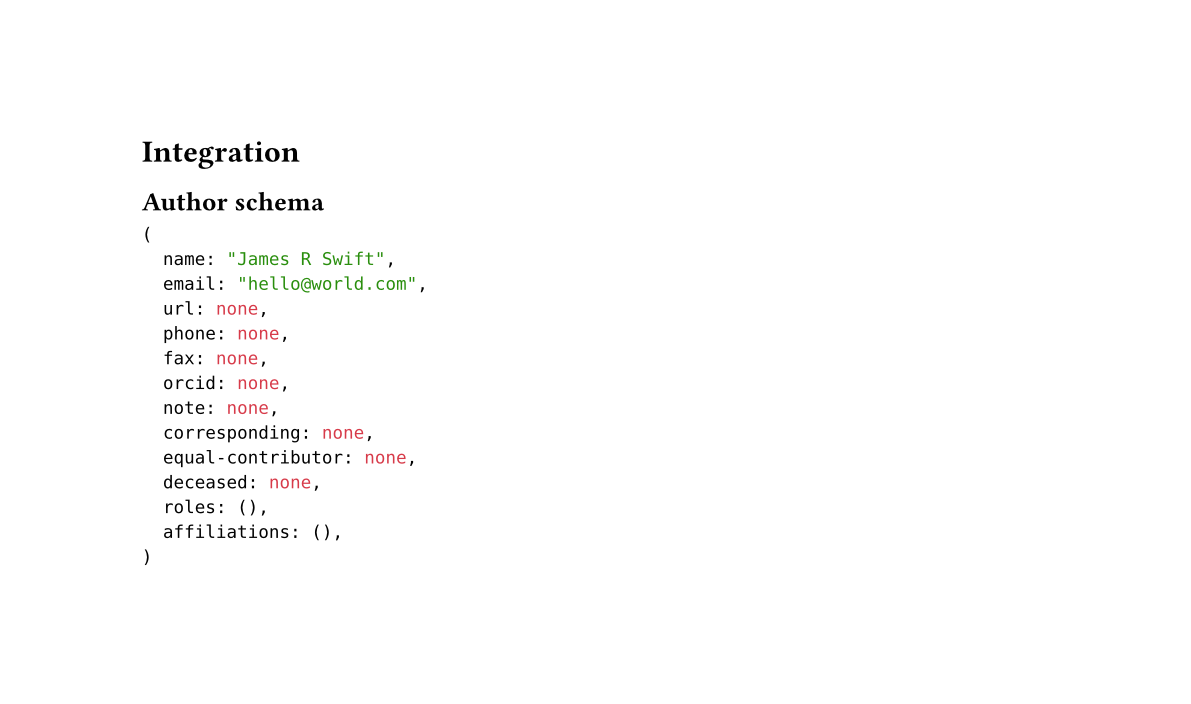 Integration
Author schema
(
  name: "James R Swift",
  email: "hello@world.com",
  url: none,
  phone: none,
  fax: none,
  orcid: none,
  note: none,
  corresponding: none,
  equal-contributor: none,
  deceased: none,
  roles: (),
  affiliations: (),
)